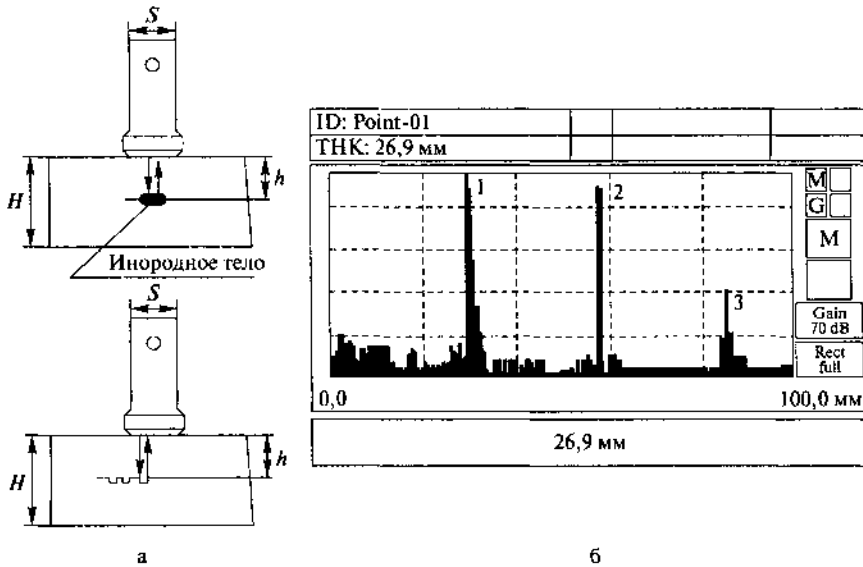 S
H
h
Инородное тело
S
H
h
а
ID: Point-01
THK: 26,9 мм
1
2
3
M
G
M
Gain
70 dB
Rect
full
0,0
100,0 мм
26,9 мм
б